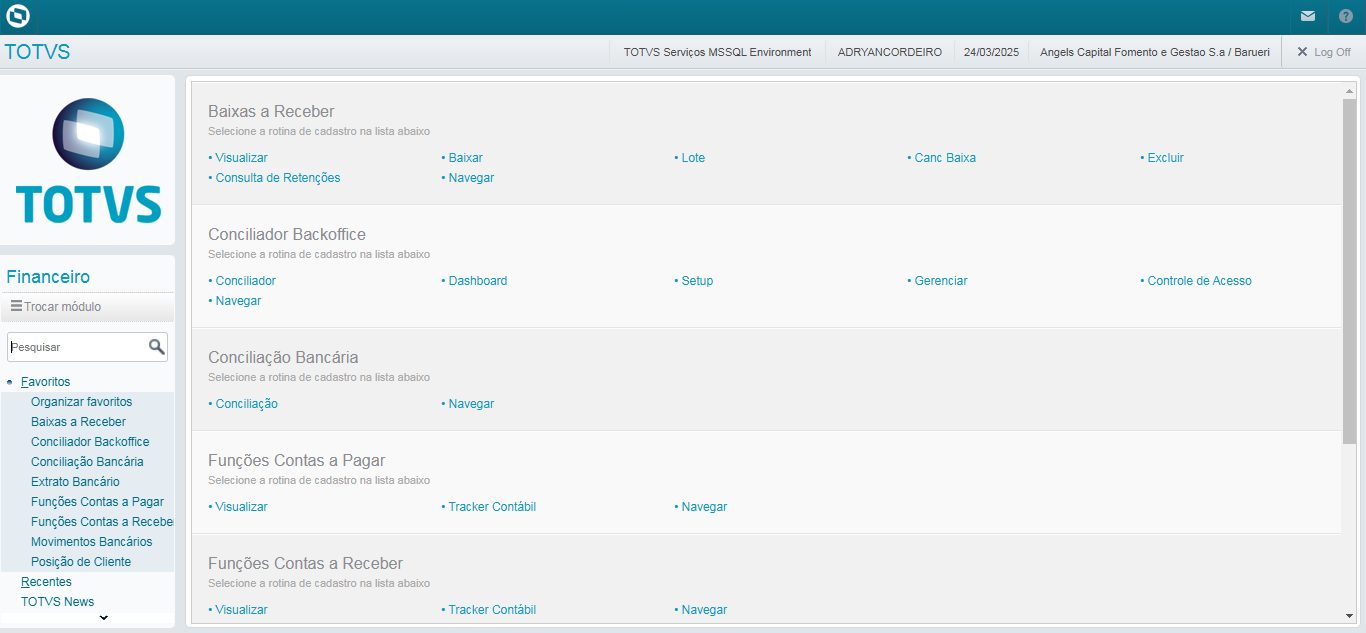 TOTVS
TOTVS Serviços MSSQL Environment
ADRYANCORDEIRO
24/03/2025
Angels Capital Fomento e Gestao S.a / Barueri
Log Off
TOTVS
Financeiro
Trocar módulo
Pesquisar
Favoritos
Organizar favoritos
Baixas a Receber
Conciliador Backoffice
Conciliação Bancária
Extrato Bancário
Funções Contas a Pagar
Funções Contas a Recebe
Movimentos Bancários
Posição de Cliente
Recentes
TOTVS News
Baixas a Receber
Selecione a rotina de cadastro na lista abaixo
• Visualizar • Baixar • Lote • Canc Baixa • Excluir
• Consulta de Retenções • Navegar
Conciliador Backoffice
Selecione a rotina de cadastro na lista abaixo
• Conciliador • Dashboard • Setup • Gerenciar • Controle de Acesso
• Navegar
Conciliação Bancária
Selecione a rotina de cadastro na lista abaixo
• Conciliação • Navegar
Funções Contas a Pagar
Selecione a rotina de cadastro na lista abaixo
• Visualizar • Tracker Contábil • Navegar
Funções Contas a Receber
Selecione a rotina de cadastro na lista abaixo
• Visualizar • Tracker Contábil • Navegar